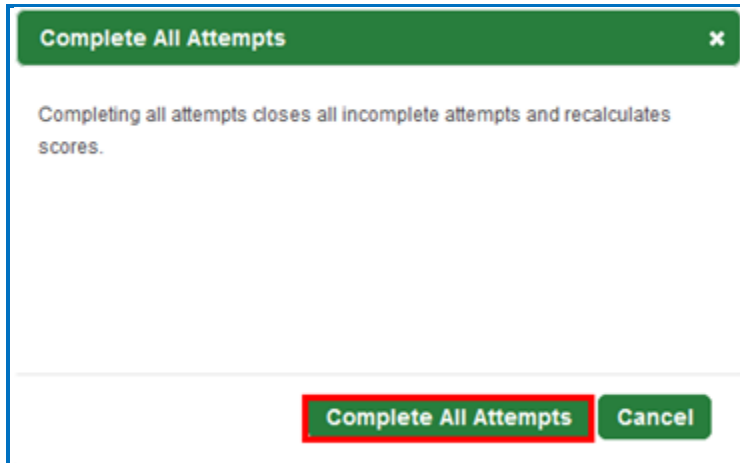 Complete All Attempts ×
Completing all attempts closes all incomplete attempts and recalculates
scores.
Complete All Attempts Cancel